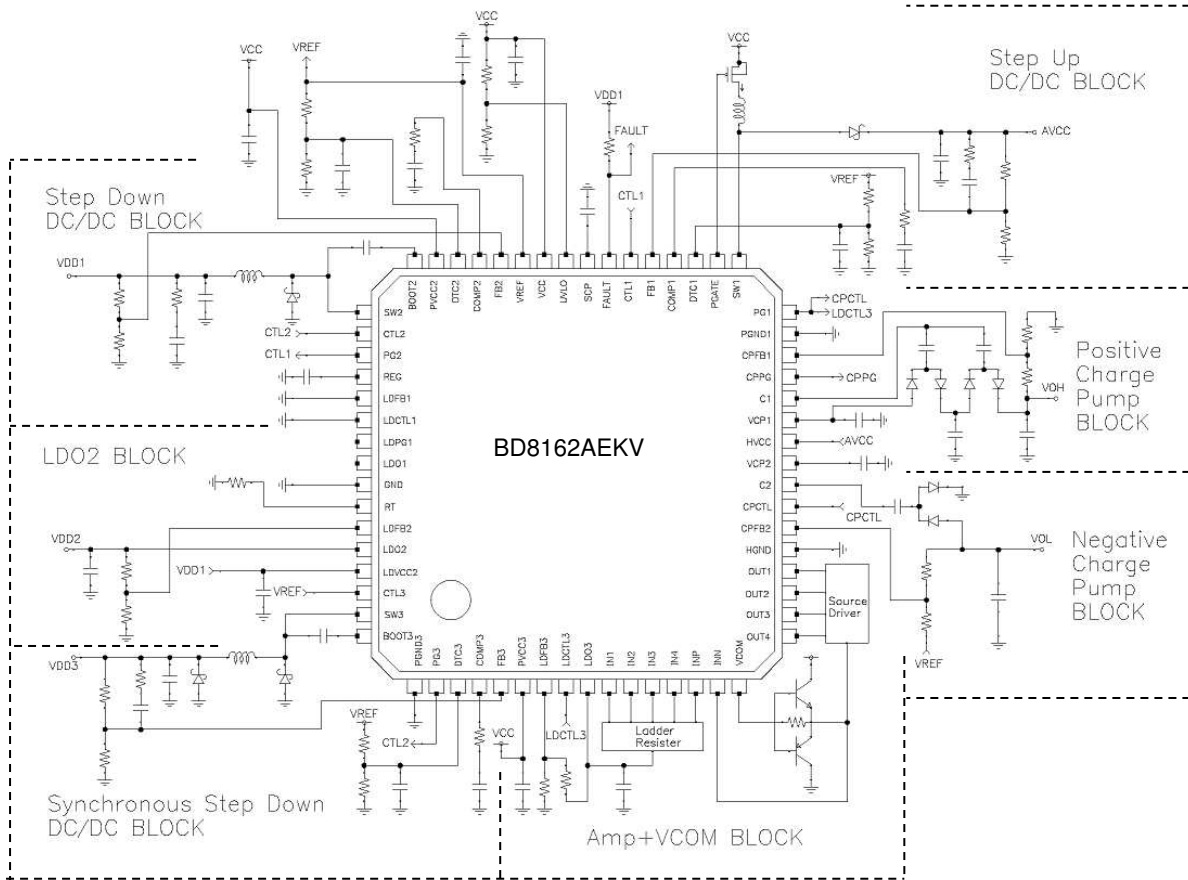 VCC
VREF
VCC
VCC
VDD1
FAULT
CTL1
VREF
AVCC
Step Up
DC/DC BLOCK
Step Down
DC/DC BLOCK
VDD1
BOOT2
PVCC2
DTC2
COMP2
FB2
VREF
VCC
UVLO
SCP
FAULT
CTL1
FB1
COMP1
DTC1
PGATE
SW1
SW2
CTL2
CTL2
CTL1
PG2
REG
LDFB1
LDCTL1
LDPG1
LDO1
GND
RT
LDFB2
LDO2
LDVCC2
CTL3
SW3
BOOT3
LDO2 BLOCK
VDD2
VDD1
VREF
BD8162AEKV
PG1
PGND1
CPFB1
CPPG
C1
VCP1
HVCC
VCP2
C2
CPCTL
CPFB2
HGND
OUT1
OUT2
OUT3
OUT4
CPCTL
LDCTL3
CPPG
AVCC
CPCTL
VOH
Positive
Charge
Pump
BLOCK
VOL
Negative
Charge
Pump
BLOCK
VREF
Source
Driver
PGND3
PG3
DTC3
COMP3
FB3
PVCC3
LDFB3
LDCTL3
LDO3
IN1
IN2
IN3
IN4
INP
INN
VDOM
VDD3
VREF
CTL2
VCC
LDCTL3
Ladder
Resister
Synchronous Step Down
DC/DC BLOCK
Amp+VCOM BLOCK